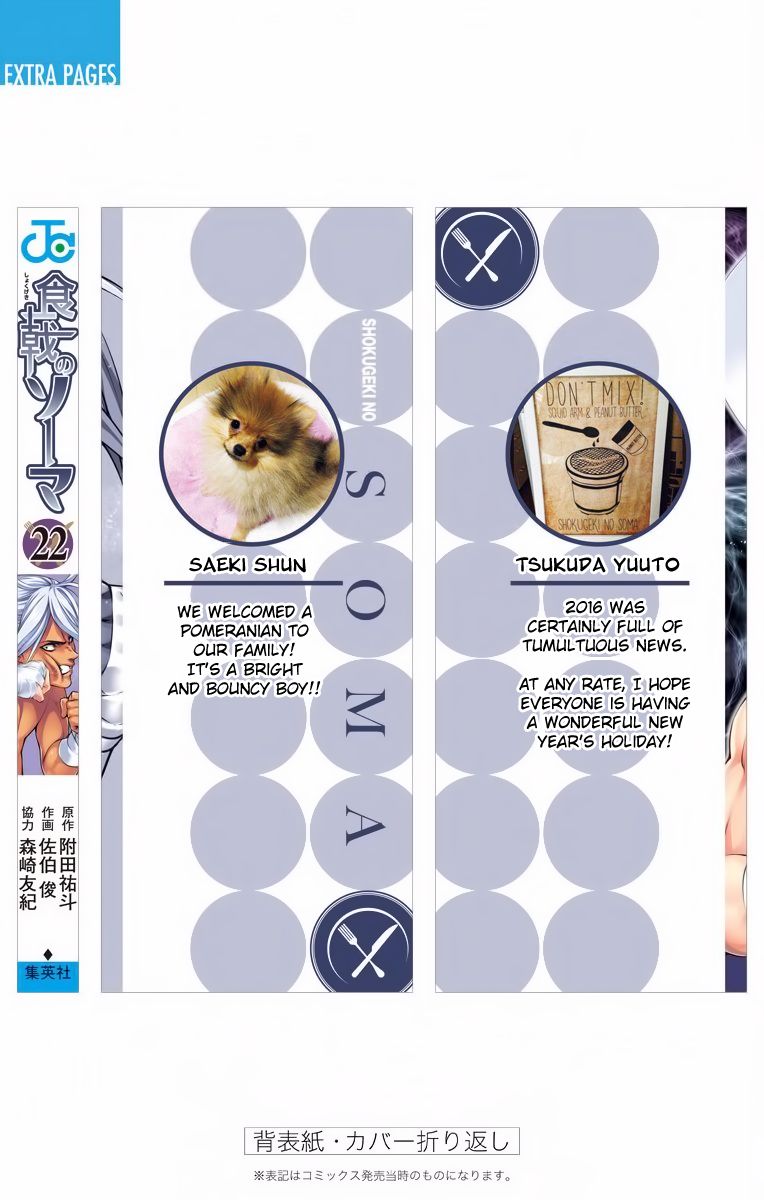 EXTRA PAGES
食戟のソーマ
しょくげき
22
原作 附田祐斗
作画 佐伯 俊
協力 森崎友紀
集英社
SHOKUGEKI NO
SOMA
SAEKI SHUN
WE WELCOMED A
POMERANIAN TO
OUR FAMILY!
IT'S A BRIGHT
AND BOUNCY BOY!!
DON'T MIX!
SQUID ARM & PEANUT BUTTER
SHOKUGEKI NO SOMA
TSUKUDA YUUTO
2016 WAS
CERTAINLY FULL OF
TUMULTUOUS NEWS.
AT ANY RATE, I HOPE
EVERYONE IS HAVING
A WONDERFUL NEW
YEAR'S HOLIDAY!
背表紙・カバー折り返し
※表記はコミックス発売当時のものになります。